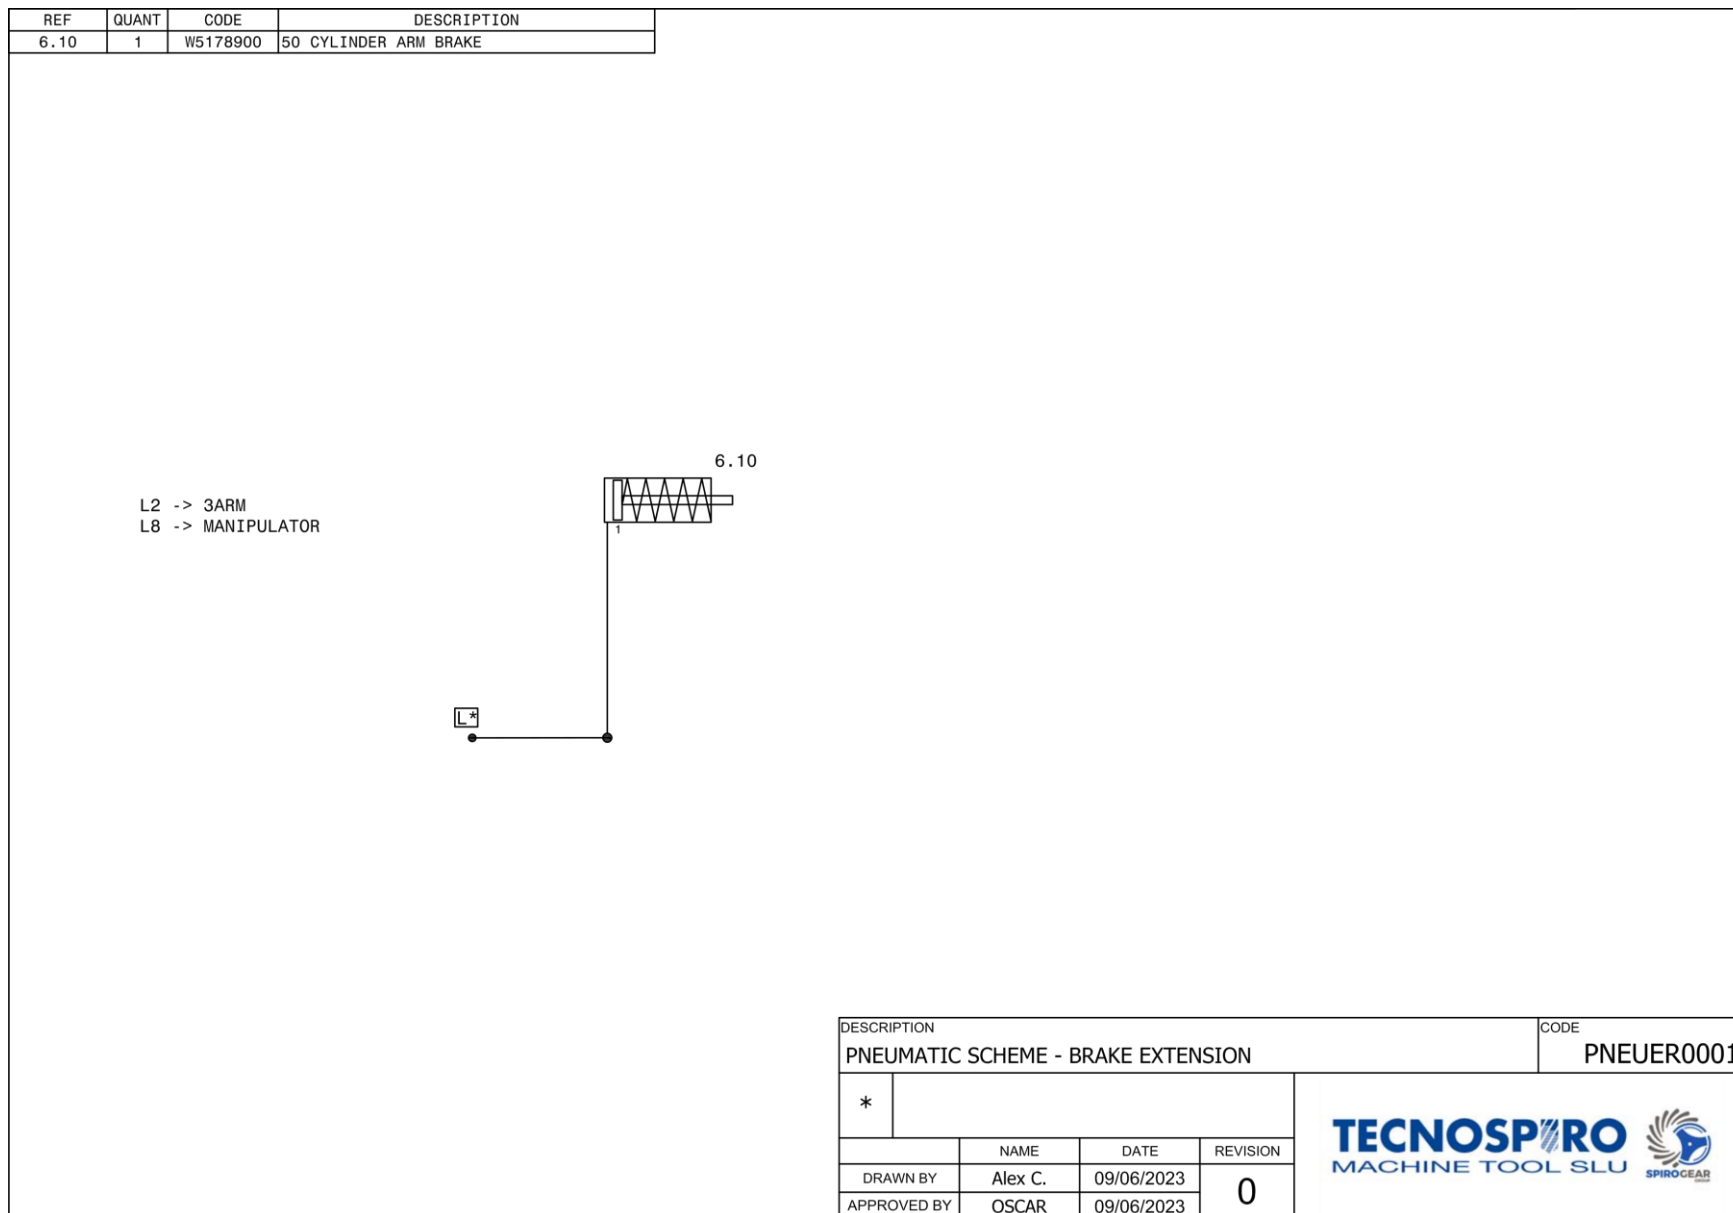 REF QUANT CODE DESCRIPTION
6.10 1 W5178900 50 CYLINDER ARM BRAKE
6.10
L2 -> 3ARM
L8 -> MANIPULATOR
1
L*
DESCRIPTION CODE
PNEUMATIC SCHEME - BRAKE EXTENSION PNEUER0001
*
NAME DATE REVISION
DRAWN BY Alex C. 09/06/2023 0
APPROVED BY OSCAR 09/06/2023
TECNOSPIRO
MACHINE TOOL SLU
SPIROGEAR
GROUP